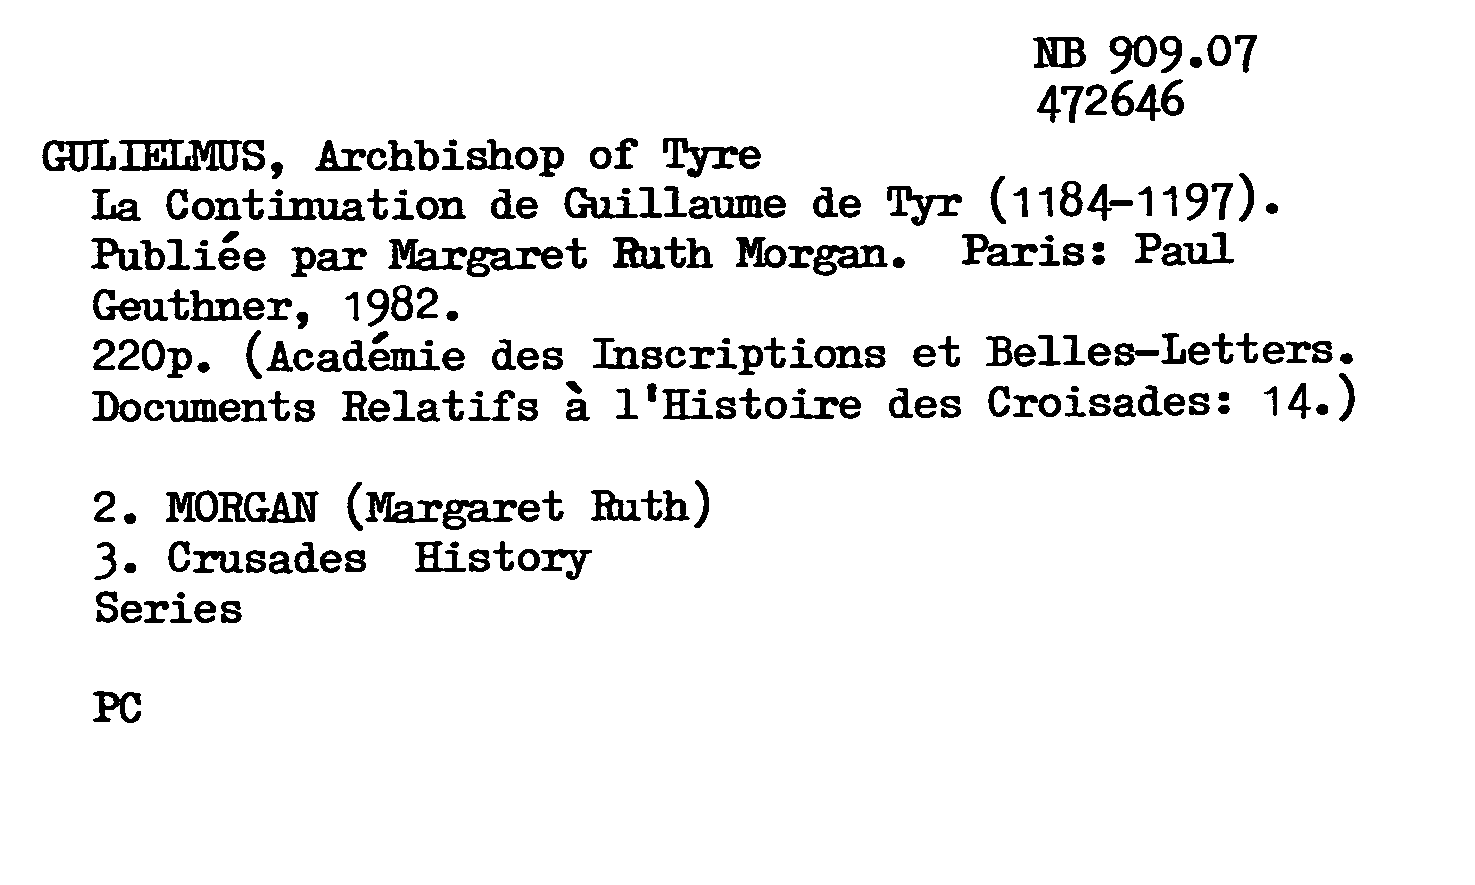 NB 909.07
472646
GULIELMUS, Archbishop of Tyre
La Continuation de Guillaume de Tyr (1184-1197).
Publiée par Margaret Ruth Morgan. Paris: Paul
Geuthner, 1982.
220p. (Académie des Inscriptions et Belles-Letters.
Documents Relatifs à l'Histoire des Croisades: 14.)
2. MORGAN (Margaret Ruth)
3. Crusades History
Series
PC